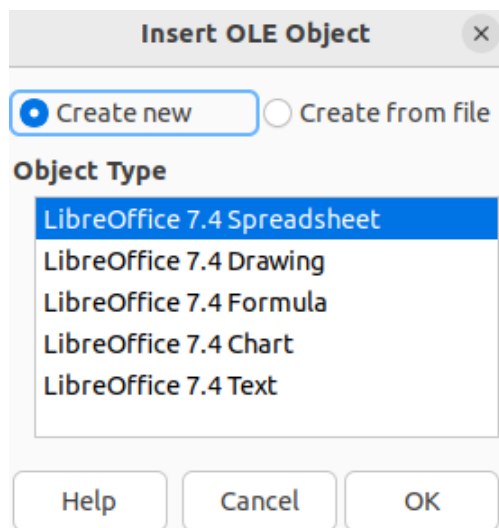 Insert OLE Object
Create new Create from file
Object Type
LibreOffice 7.4 Spreadsheet
LibreOffice 7.4 Drawing
LibreOffice 7.4 Formula
LibreOffice 7.4 Chart
LibreOffice 7.4 Text
Help Cancel OK